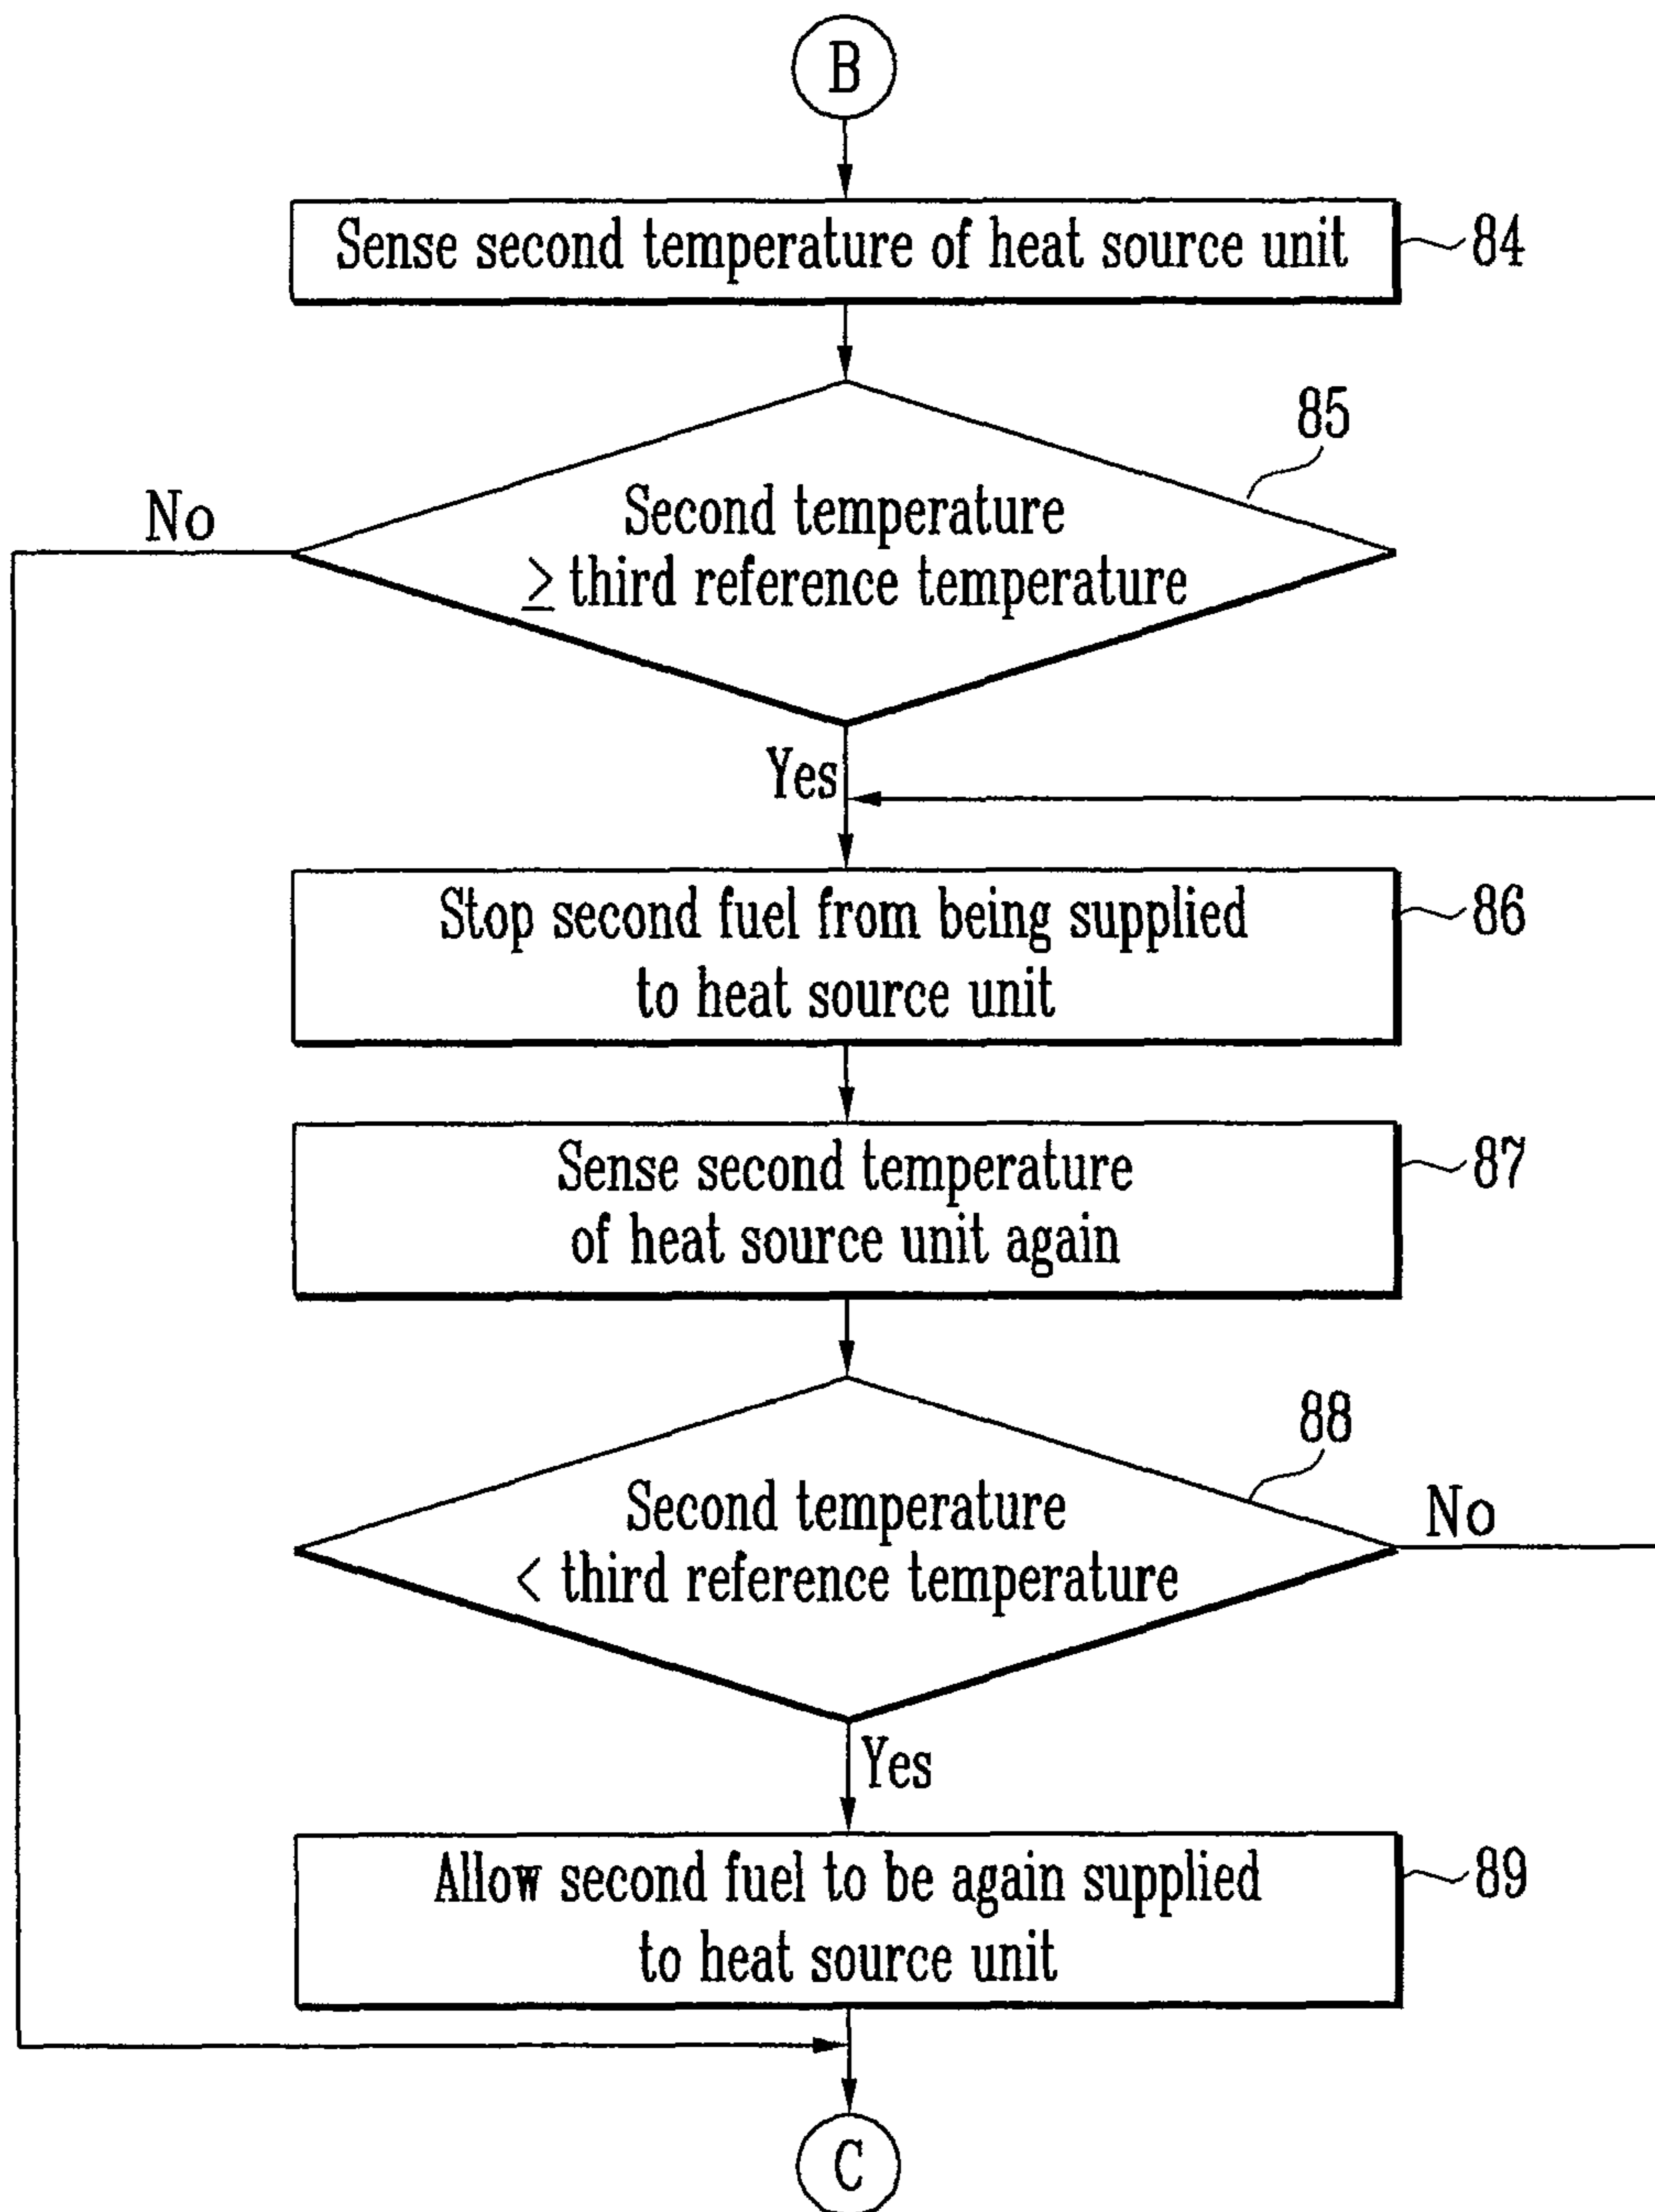 B
Sense second temperature of heat source unit
84
85
Second temperature
≥ third reference temperature
No
Yes
Stop second fuel from being supplied
to heat source unit
86
Sense second temperature
of heat source unit again
87
88
Second temperature
< third reference temperature
No
Yes
Allow second fuel to be again supplied
to heat source unit
89
C